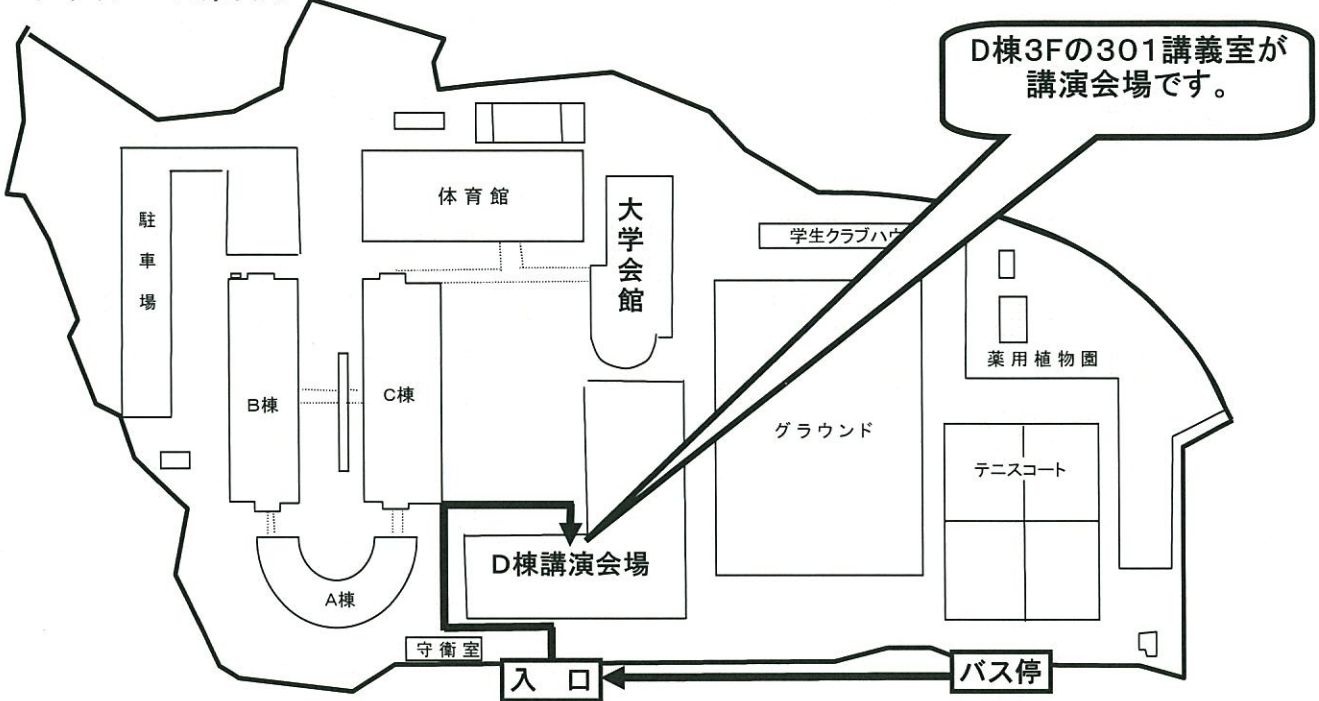 D棟3Fの301講義室が
講演会場です。
体育館
駐車場
大学会館
学生クラブハウ
薬用植物園
B棟
C棟
グラウンド
テニスコート
D棟講演会場
A棟
守衛室
入口
バス停